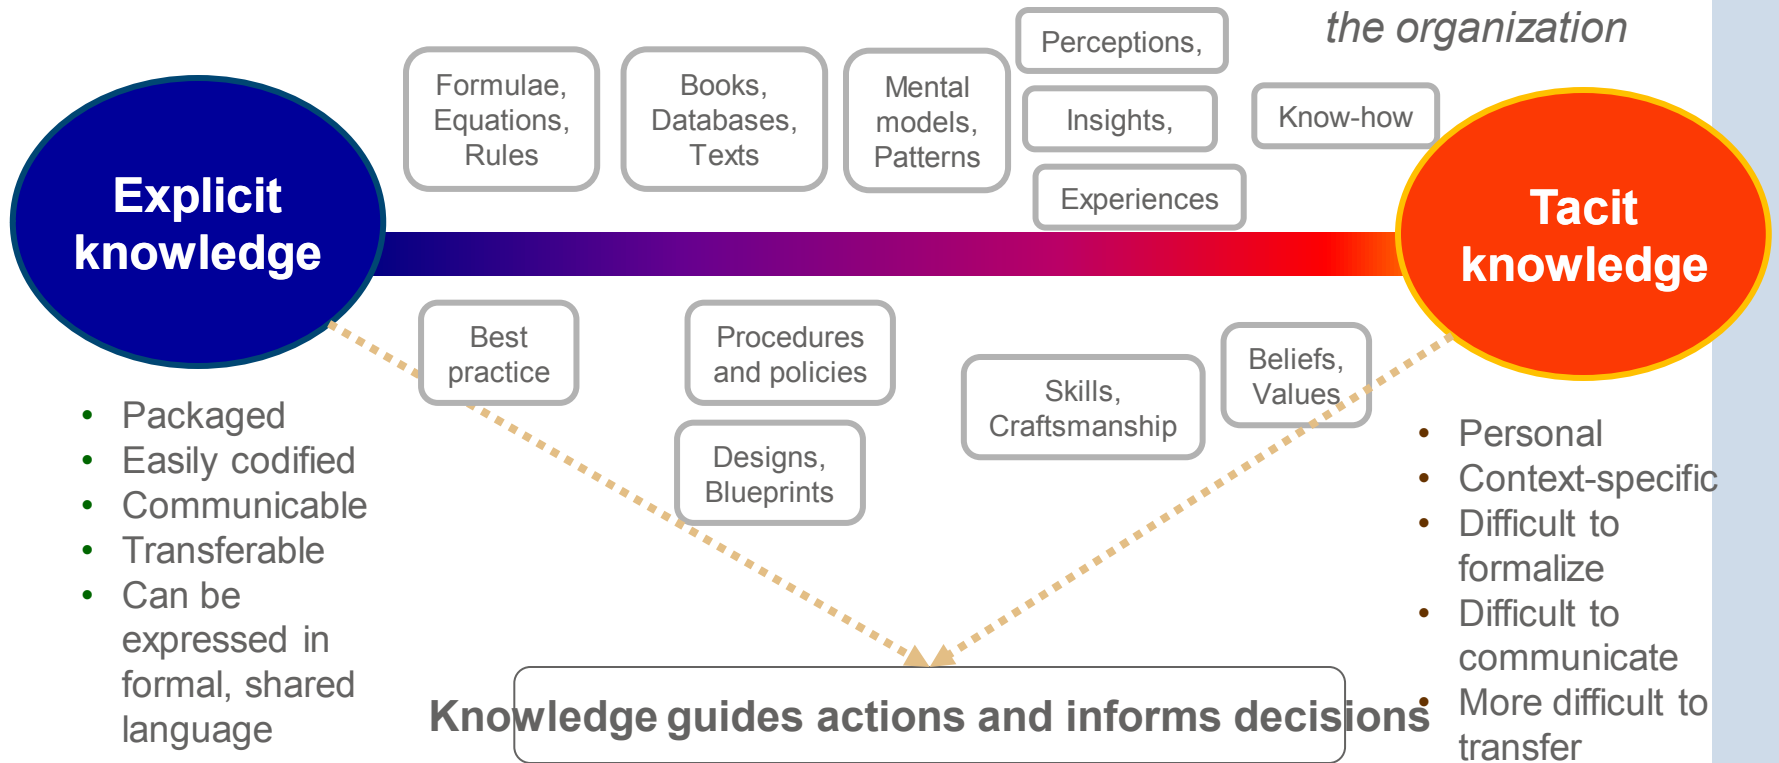 the organization
Perceptions,
Formulae,
Equations,
Rules
Books,
Databases,
Texts
Mental
models,
Patterns
Insights,
Know-how
Experiences
Explicit
knowledge
Tacit
knowledge
Best
practice
Procedures
and policies
Designs,
Blueprints
Skills,
Craftsmanship
Beliefs,
Values
• Packaged
• Easily codified
• Communicable
• Transferable
• Can be
expressed in
formal, shared
language
• Personal
• Context-specific
• Difficult to
formalize
• Difficult to
communicate
• More difficult to
transfer
Knowledge guides actions and informs decisions